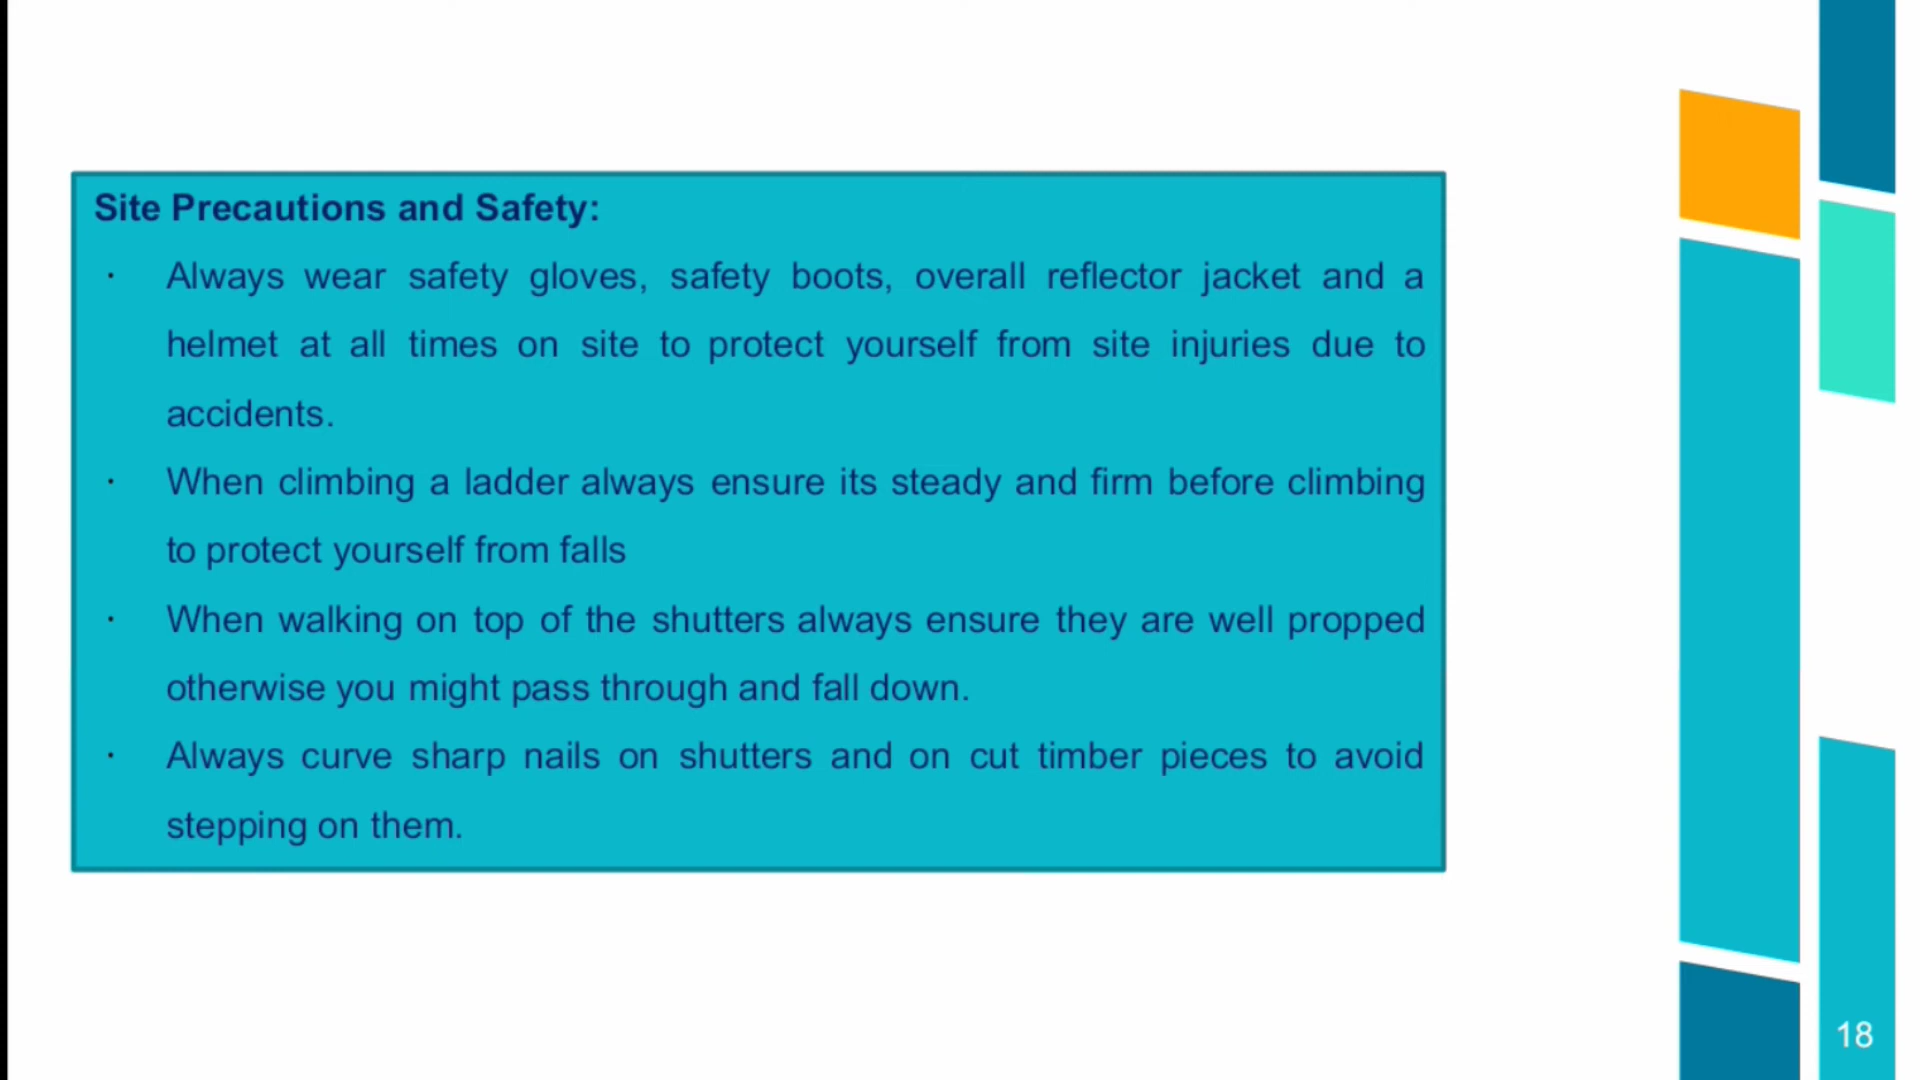 Site Precautions and Safety:
· Always wear safety gloves, safety boots, overall reflector jacket and a
helmet at all times on site to protect yourself from site injuries due to
accidents.
· When climbing a ladder always ensure its steady and firm before climbing
to protect yourself from falls
· When walking on top of the shutters always ensure they are well propped
otherwise you might pass through and fall down.
· Always curve sharp nails on shutters and on cut timber pieces to avoid
stepping on them.
18